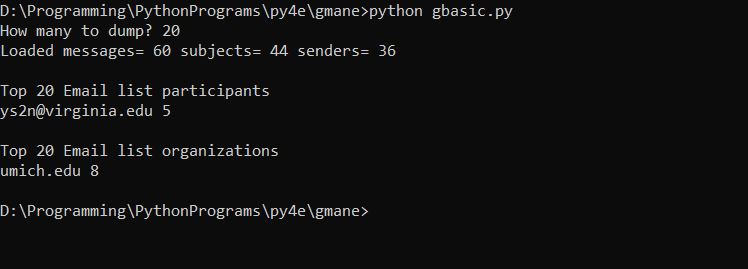 D:\Programming\PythonPrograms\py4e\gmane>python gbasic.py
How many to dump? 20
Loaded messages= 60 subjects= 44 senders= 36
Top 20 Email list participants
ys2n@virginia.edu 5
Top 20 Email list organizations
umich.edu 8
D:\Programming\PythonPrograms\py4e\gmane>